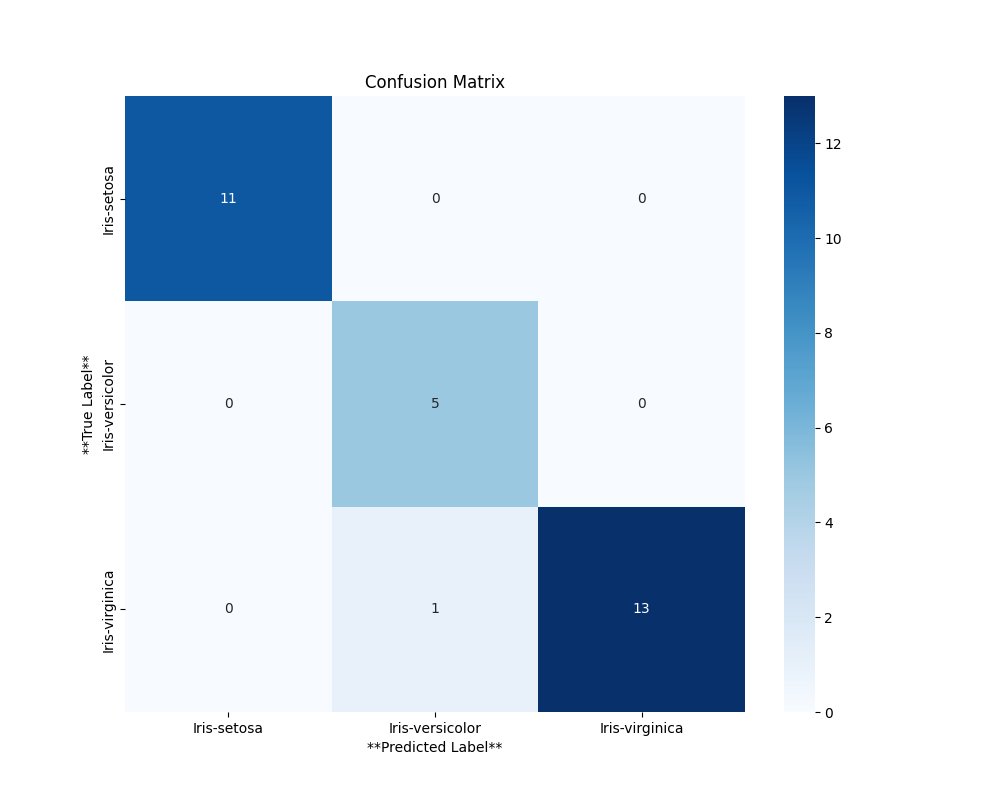 Confusion Matrix
Iris-setosa
11 0 0
12
10
8
**True Label**
Iris-versicolor
0 5 0
6
4
Iris-virginica
0 1 13
2
0
Iris-setosa Iris-versicolor Iris-virginica
**Predicted Label**